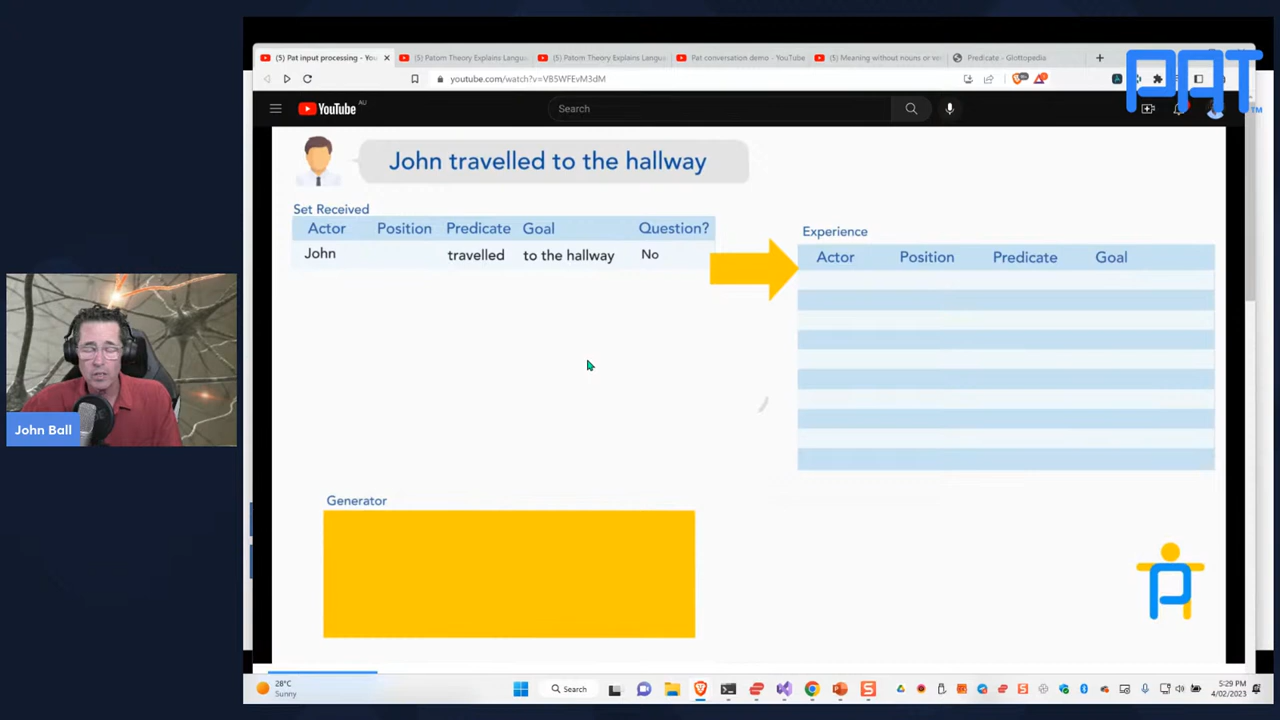 (5) Pat input processing - You
(5) Patom Theory Explains Langu
(5) Patom Theory Explains Langu
Pat conversation demo - YouTube
(5) Meaning without nouns or ve
Predicate - Glottopedia
youtube.com/watch?v=VB5WFEvM3dM
PAT
TM
YouTube AU
Search
John travelled to the hallway
Set Received
Actor Position Predicate Goal Question?
John travelled to the hallway No
Experience
Actor Position Predicate Goal
John Ball
Generator
28°C
Sunny
Search
5:29 PM
4/02/2023